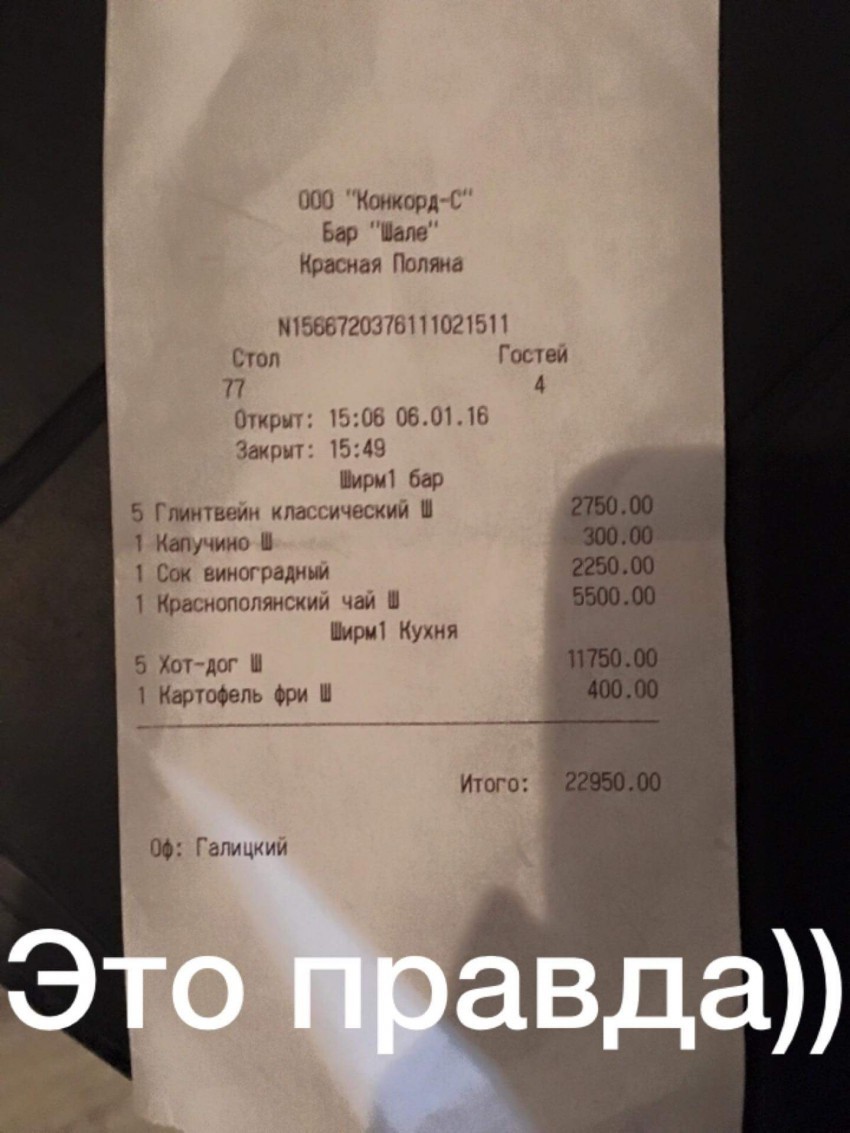 ООО "Конкорд-С"
Бар "Шале"
Красная Поляна
N1566720376111021511
Стол Гостей
77 4
Открыт: 15:06 06.01.16
Закрыт: 15:49
Ширм1 бар
5 Глинтвейн классический Ш 2750.00
1 Капучино Ш 300.00
1 Сок виноградный 2250.00
1 Краснополянский чай Ш 5500.00
Ширм1 Кухня
5 Хот-дог Ш 11750.00
1 Картофель фри Ш 400.00
Итого: 22950.00
Оф: Галицкий
Это правда))